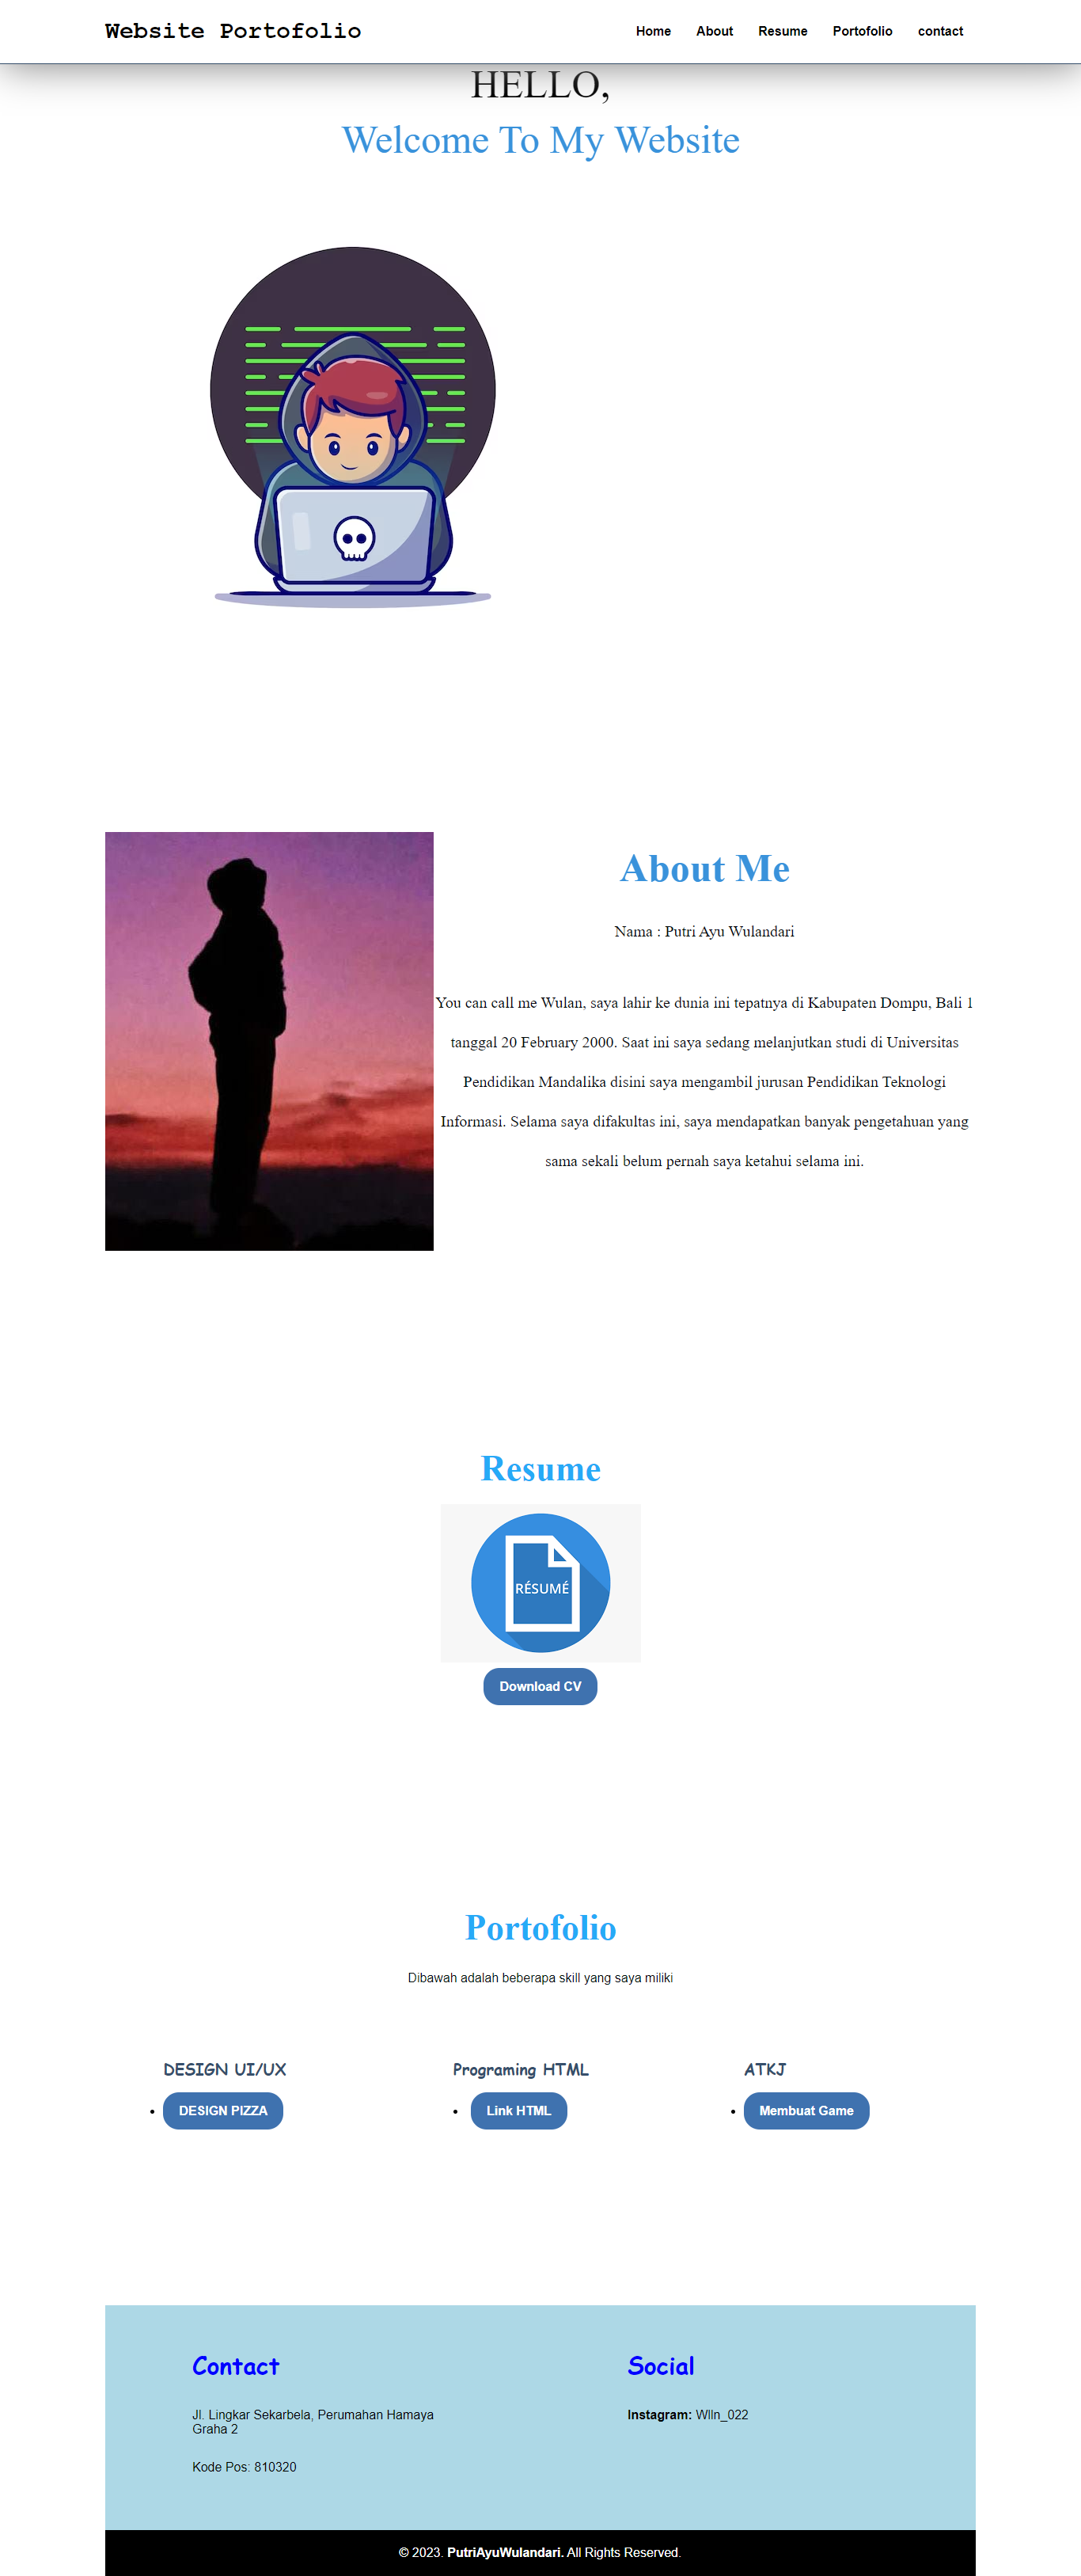 Website Portofolio
Home About Resume Portofolio contact
HELLO,
Welcome To My Website
About Me
Nama : Putri Ayu Wulandari
You can call me Wulan, saya lahir ke dunia ini tepatnya di Kabupaten Dompu, Bali 1
tanggal 20 February 2000. Saat ini saya sedang melanjutkan studi di Universitas
Pendidikan Mandalika disini saya mengambil jurusan Pendidikan Teknologi
Informasi. Selama saya difakultas ini, saya mendapatkan banyak pengetahuan yang
sama sekali belum pernah saya ketahui selama ini.
Resume
RÉSUMÉ
Download CV
Portofolio
Dibawah adalah beberapa skill yang saya miliki
DESIGN UI/UX
DESIGN PIZZA
Programing HTML
Link HTML
ATKJ
Membuat Game
Contact
Jl. Lingkar Sekarbela, Perumahan Hamaya
Graha 2
Kode Pos: 810320
Social
Instagram: Wlln_022
© 2023. PutriAyuWulandari. All Rights Reserved.